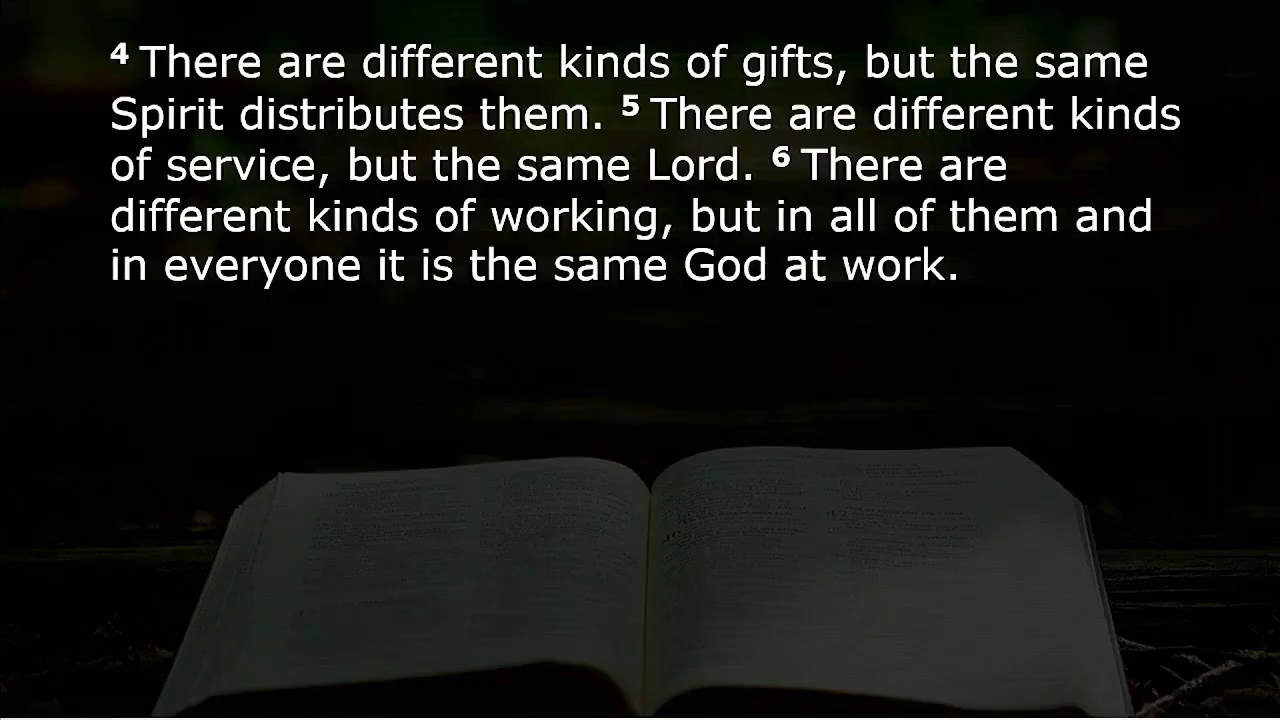 4 There are different kinds of gifts, but the same
Spirit distributes them. 5 There are different kinds
of service, but the same Lord. 6 There are
different kinds of working, but in all of them and
in everyone it is the same God at work.